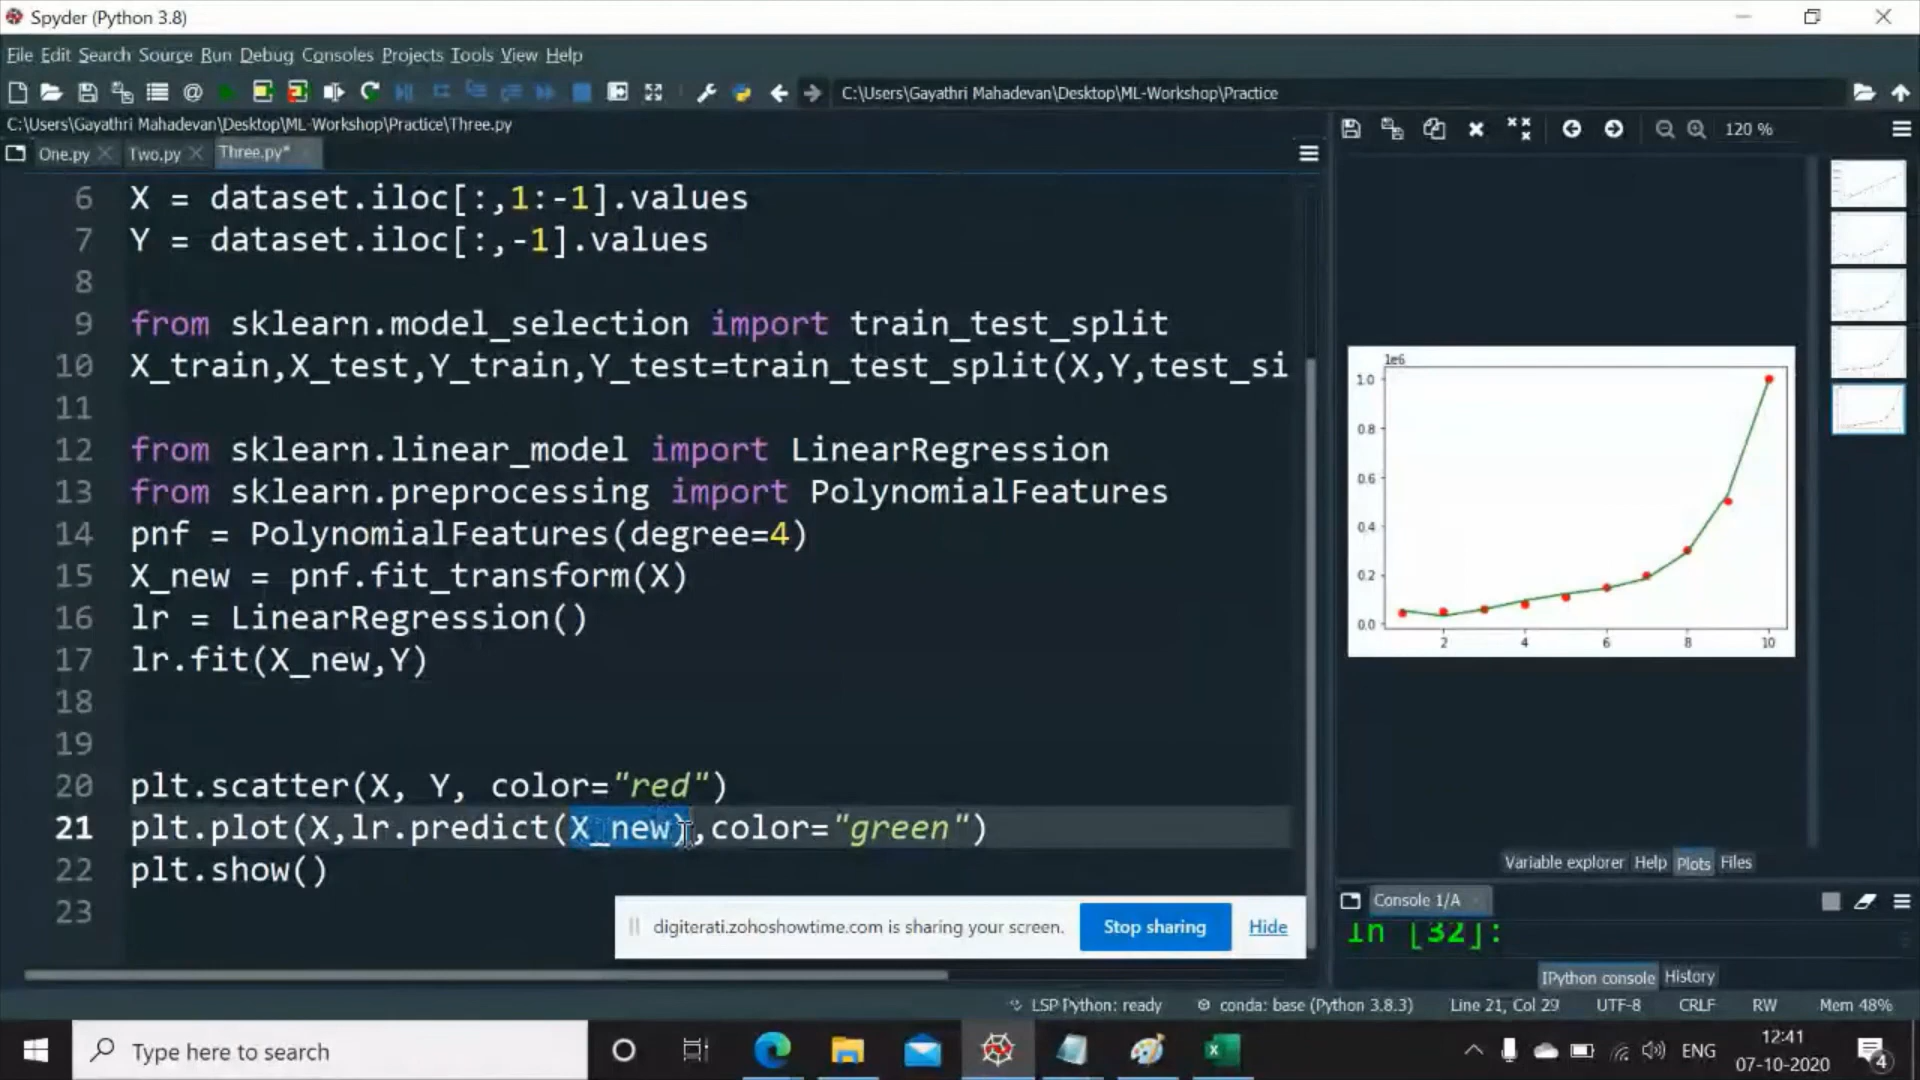 Spyder (Python 3.8)
File Edit Search Source Run Debug Consoles Projects Tools View Help
C:\Users\Gayathri Mahadevan\Desktop\ML-Workshop\Practice
C:\Users\Gayathri Mahadevan\Desktop\ML-Workshop\Practice\Three.py
One.py Two.py Three.py*
120 %
6 X = dataset.iloc[:,1:-1].values
7 Y = dataset.iloc[:,-1].values
8
9 from sklearn.model_selection import train_test_split
10 X_train,X_test,Y_train,Y_test=train_test_split(X,Y,test_si
11
12 from sklearn.linear_model import LinearRegression
13 from sklearn.preprocessing import PolynomialFeatures
14 pnf = PolynomialFeatures(degree=4)
15 X_new = pnf.fit_transform(X)
16 lr = LinearRegression()
17 lr.fit(X_new,Y)
18
19
20 plt.scatter(X, Y, color="red")
21 plt.plot(X,lr.predict(X_new),color="green")
22 plt.show()
23
1e6
1.0
0.8
0.6
0.4
0.2
0.0
2 4 6 8 10
Variable explorer Help Plots Files
Console 1/A
In [32]:
IPython console History
digiterati.zohoshowtime.com is sharing your screen. Stop sharing Hide
LSP Python: ready conda: base (Python 3.8.3) Line 21, Col 29 UTF-8 CRLF RW Mem 48%
Type here to search
ENG
12:41
07-10-2020
4